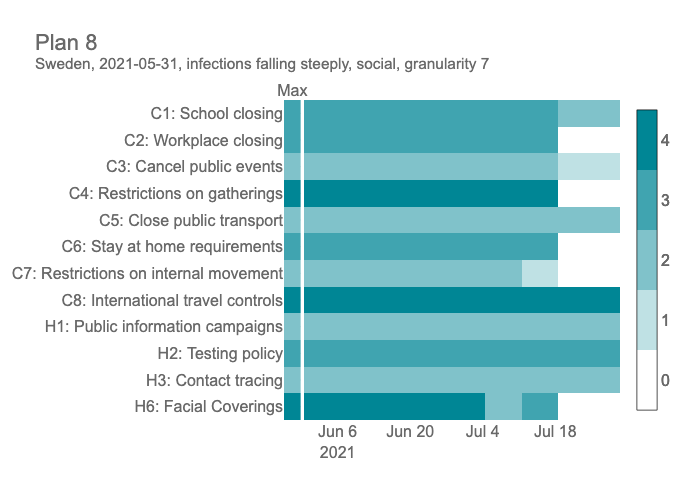 Plan 8
Sweden, 2021-05-31, infections falling steeply, social, granularity 7
Max
C1: School closing
C2: Workplace closing
C3: Cancel public events
C4: Restrictions on gatherings
C5: Close public transport
C6: Stay at home requirements
C7: Restrictions on internal movement
C8: International travel controls
H1: Public information campaigns
H2: Testing policy
H3: Contact tracing
H6: Facial Coverings
Jun 6 Jun 20 Jul 4 Jul 18
2021
4
3
2
1
0